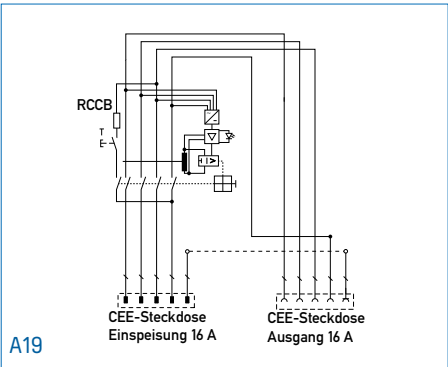 RCCB
CEE-Steckdose
Einspeisung 16 A
CEE-Steckdose
Ausgang 16 A
A19